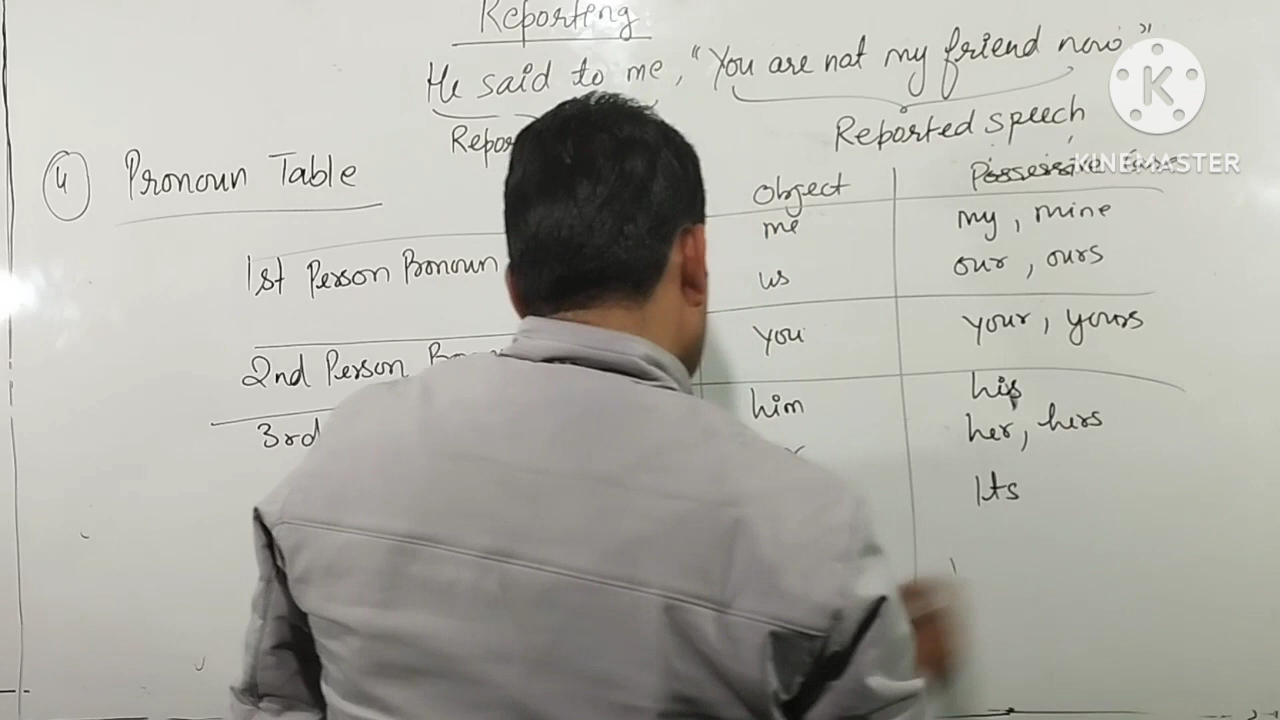 Reporting
He said to me, "You are not my friend now"
Reported speech
KINEMASTER
4 Pronoun Table
Object
Possessive
me
my, mine
1st Person Pronoun
us
our, ours
2nd Person
you
your, yours
3rd
him
his
her, hers
Its